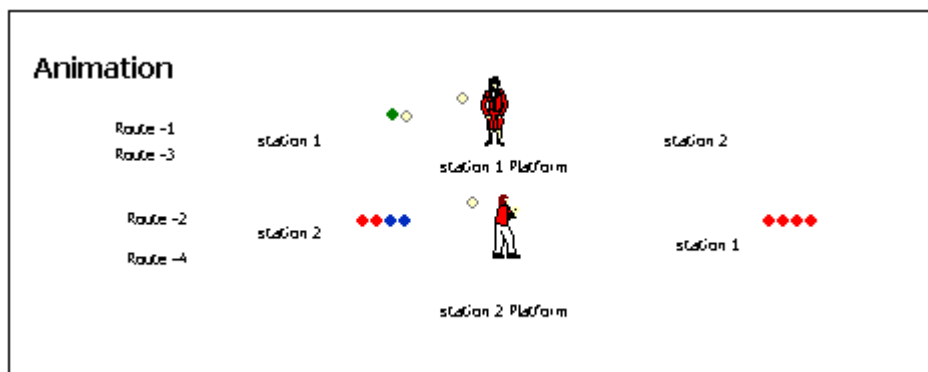 Animation
Route -1
station 1
station 2
Route -3
station 1 Platform
Route -2
station 2
station 1
Route -4
station 2 Platform